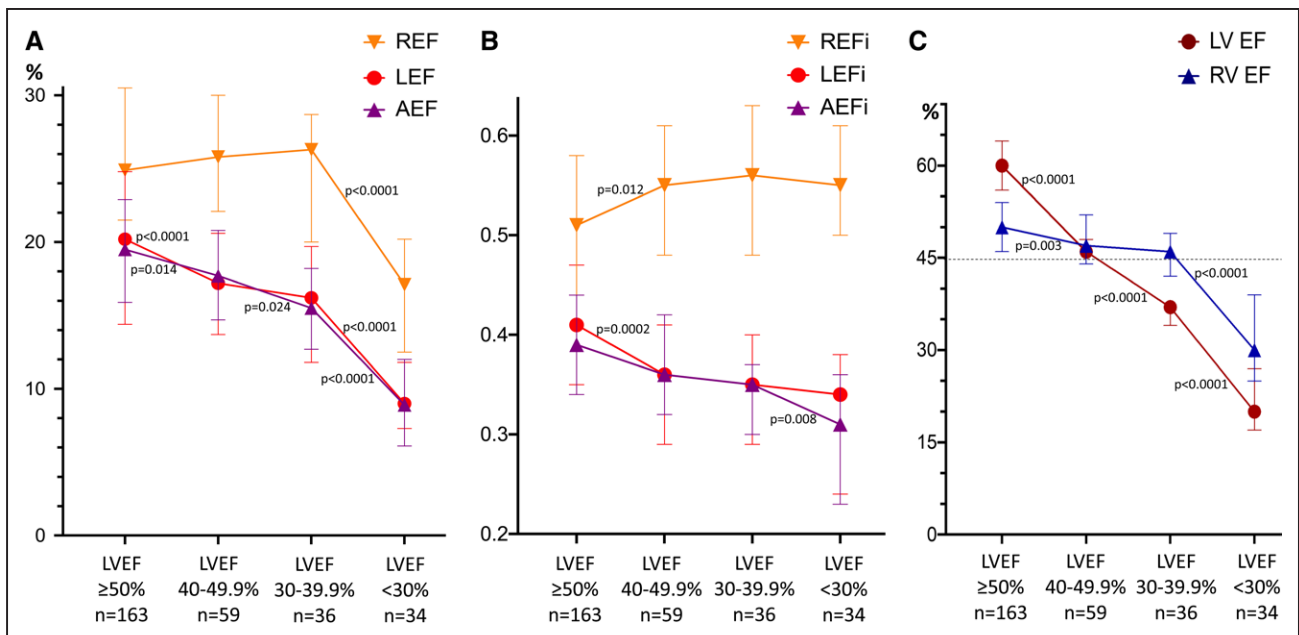 A
REF
LEF
AEF
%
30
20
10
0
p<0.0001
p<0.0001
p=0.014
p=0.024
p<0.0001
p<0.0001
LVEF
≥50%
n=163
LVEF
40-49.9%
n=59
LVEF
30-39.9%
n=36
LVEF
<30%
n=34
B
REFi
LEFi
AEFi
0.6
0.5
0.4
0.3
0.2
p=0.012
p=0.0002
p=0.008
LVEF
≥50%
n=163
LVEF
40-49.9%
n=59
LVEF
30-39.9%
n=36
LVEF
<30%
n=34
C
LV EF
RV EF
%
60
45
30
15
0
p<0.0001
p=0.003
p<0.0001
p<0.0001
p<0.0001
LVEF
≥50%
n=163
LVEF
40-49.9%
n=59
LVEF
30-39.9%
n=36
LVEF
<30%
n=34